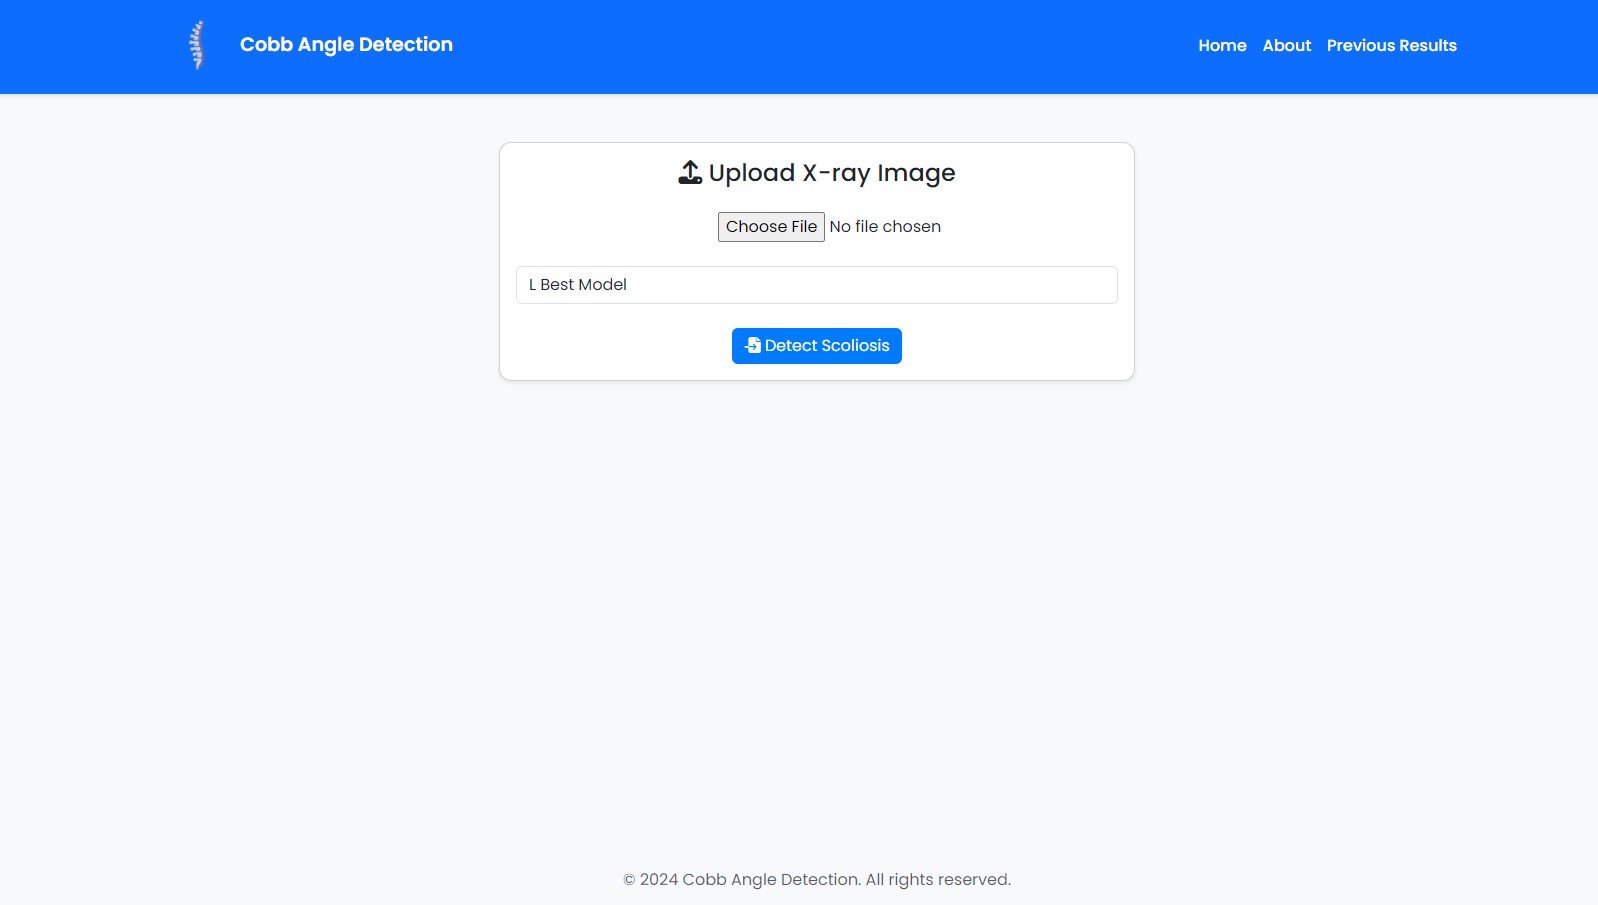 Cobb Angle Detection
Home About Previous Results
Upload X-ray Image
Choose File No file chosen
L Best Model
Detect Scoliosis
© 2024 Cobb Angle Detection. All rights reserved.